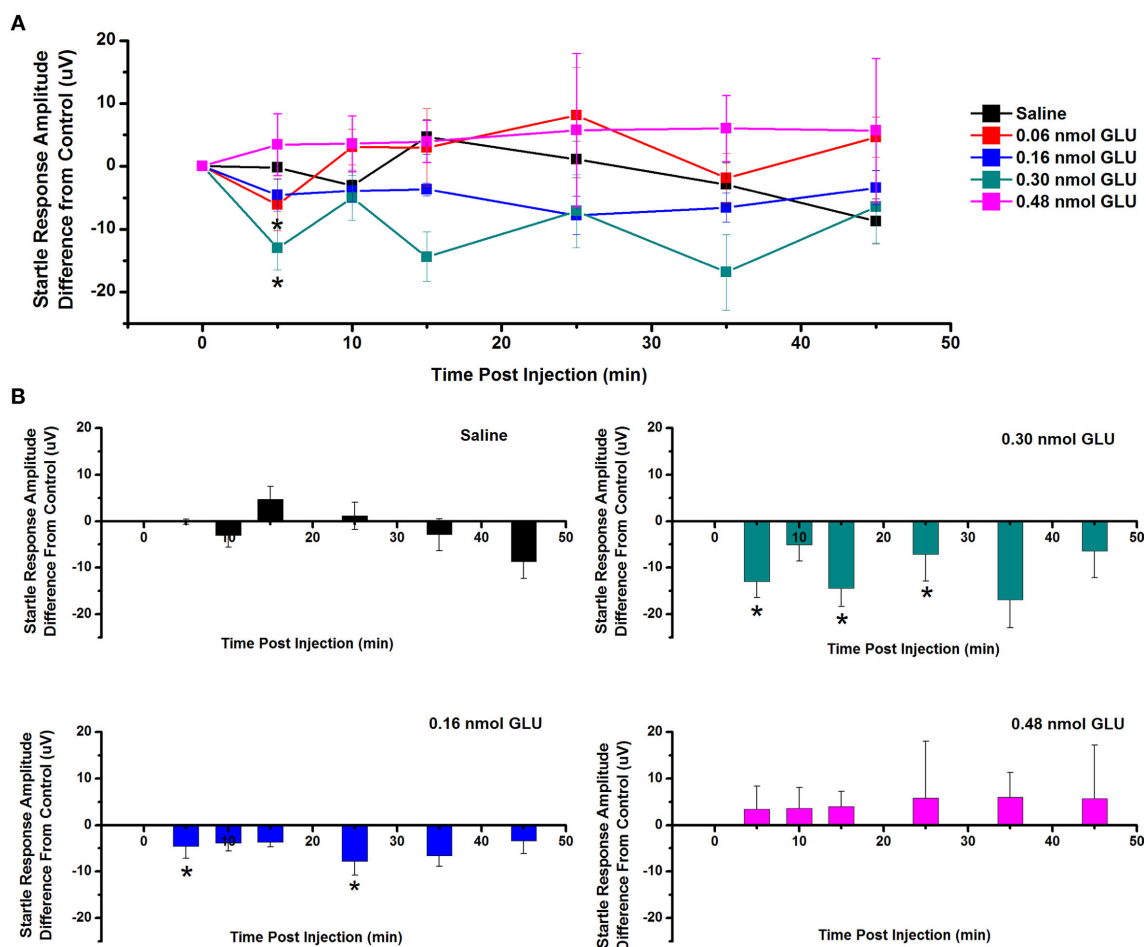 A
Startle Response Amplitude
Difference from Control (uV)
20
10
0
-10
-20
*
*
0
10
20
30
40
50
Time Post Injection (min)
Saline
0.06 nmol GLU
0.16 nmol GLU
0.30 nmol GLU
0.48 nmol GLU
B
Startle Response Amplitude
Difference From Control (uV)
20
10
0
-10
-20
Saline
0
10
20
30
40
50
Time Post Injection (min)
Startle Response Amplitude
Difference From Control (uV)
20
10
0
-10
-20
0.30 nmol GLU
0
10
20
30
40
50
*
*
*
Time Post Injection (min)
Startle Response Amplitude
Difference From Control (uV)
20
10
0
-10
-20
0.16 nmol GLU
0
10
20
30
40
50
*
*
Time Post Injection (min)
Startle Response Amplitude
Difference From Control (uV)
20
10
0
-10
-20
0.48 nmol GLU
0
10
20
30
40
50
Time Post Injection (min)